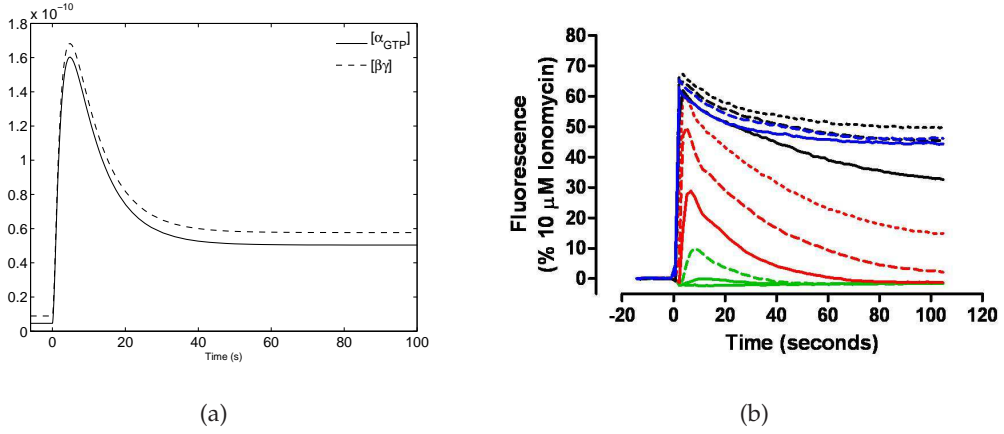 x 10⁻¹⁰
1.8
1.6
1.4
1.2
0.10
0.8
0.6
0.4
0.2
0
0 20 40 60 80 100
Time (s)
[α_GTP]
[βγ]
(a)
Fluorescence
(% 10 μM Ionomycin)
80
70
60
50
40
30
20
10
0
-20 0 20 40 60 80 100 120
Time (seconds)
(b)